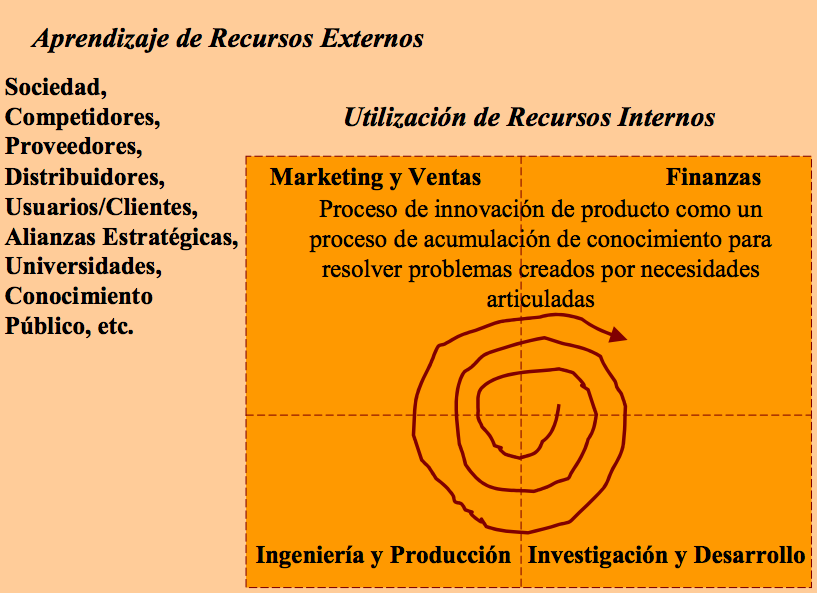 Aprendizaje de Recursos Externos
Sociedad,
Competidores,
Proveedores,
Distribuidores,
Usuarios/Clientes,
Alianzas Estratégicas,
Universidades,
Conocimiento
Público, etc.
Utilización de Recursos Internos
Marketing y Ventas
Finanzas
Proceso de innovación de producto como un
proceso de acumulación de conocimiento para
resolver problemas creados por necesidades
articuladas
Ingeniería y Producción
Investigación y Desarrollo